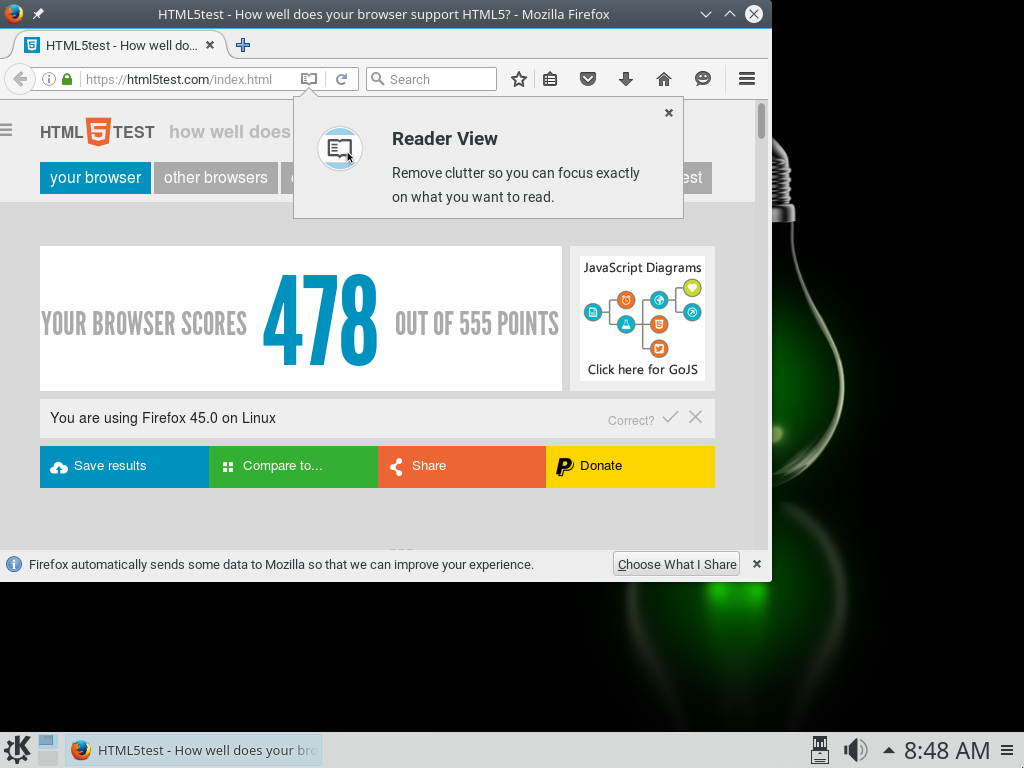 HTML5test - How well does your browser support HTML5? - Mozilla Firefox
HTML5test - How well do...
https://html5test.com/index.html
Search
HTML 5 TEST how well does
Reader View
Remove clutter so you can focus exactly
on what you want to read.
your browser
other browsers
est
YOUR BROWSER SCORES 478 OUT OF 555 POINTS
JavaScript Diagrams
Click here for GoJS
You are using Firefox 45.0 on Linux
Correct?
Save results
Compare to...
Share
Donate
Firefox automatically sends some data to Mozilla so that we can improve your experience.
Choose What I Share
HTML5test - How well does your bro
8:48 AM